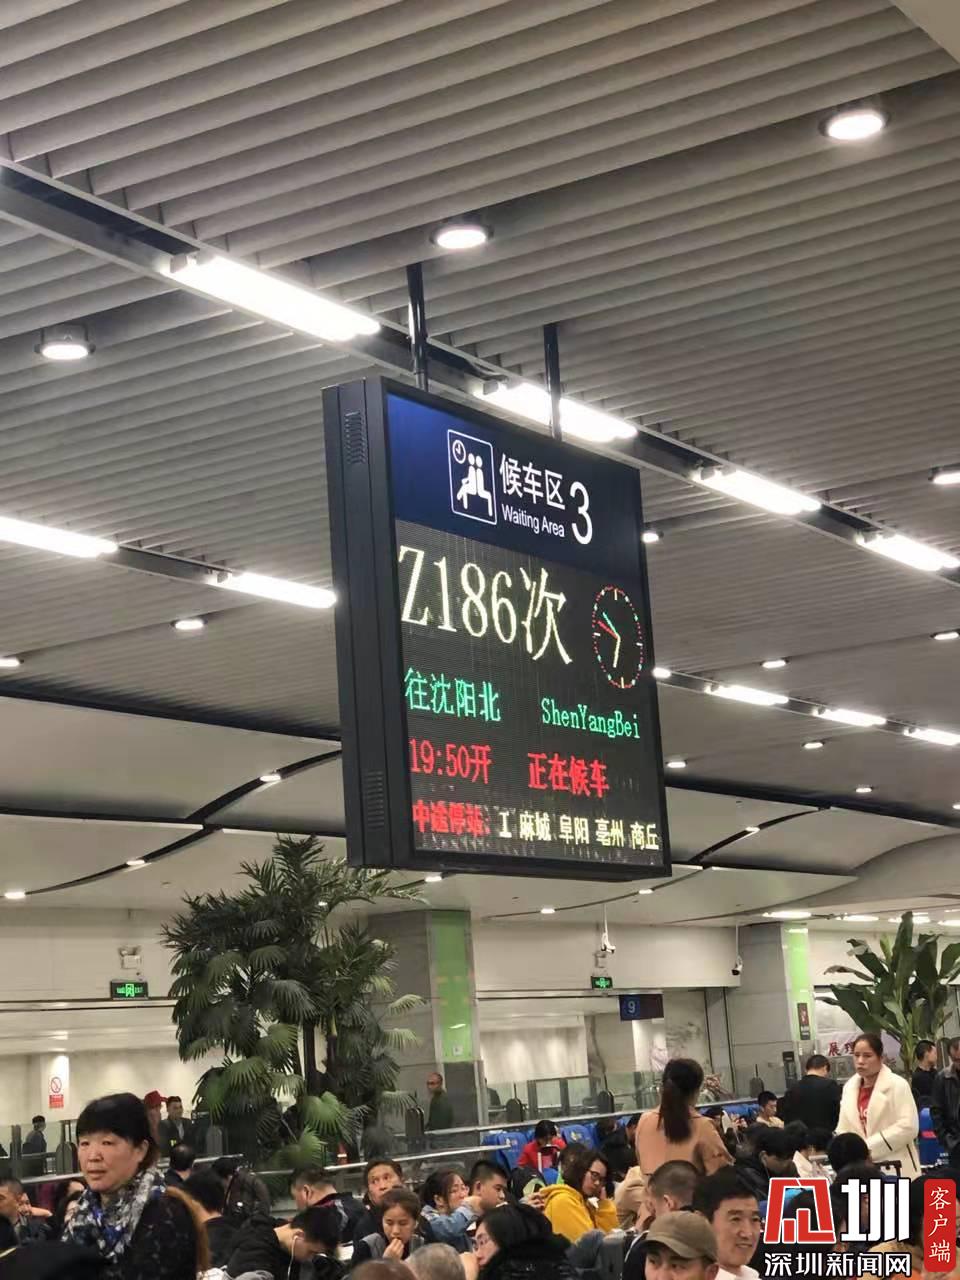 候车区 3
Waiting Area
Z186次
往沈阳北 ShenYangBei
19:50开 正在候车
中途停站: 麻城 阜阳 亳州 商丘
9
深圳新闻网
客户端